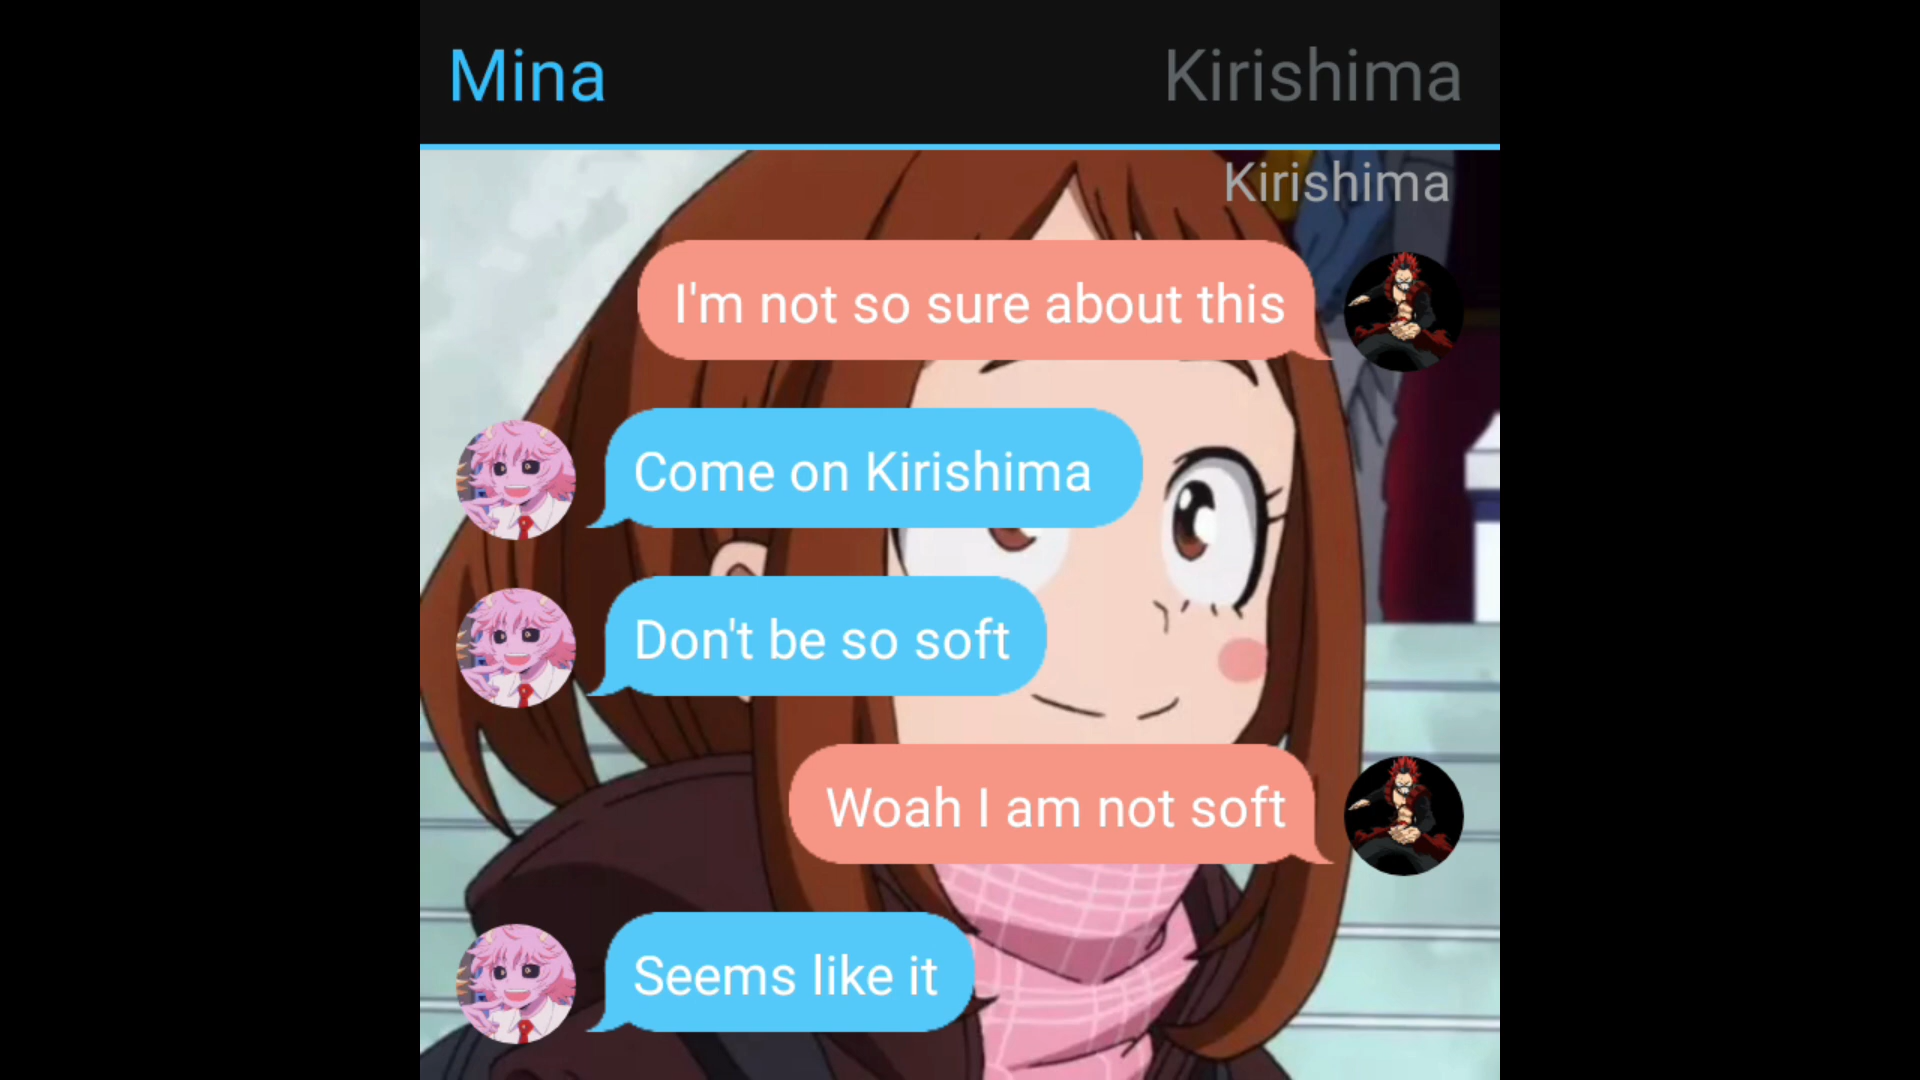 Mina
Kirishima
Kirishima
I'm not so sure about this
Come on Kirishima
Don't be so soft
Woah I am not soft
Seems like it